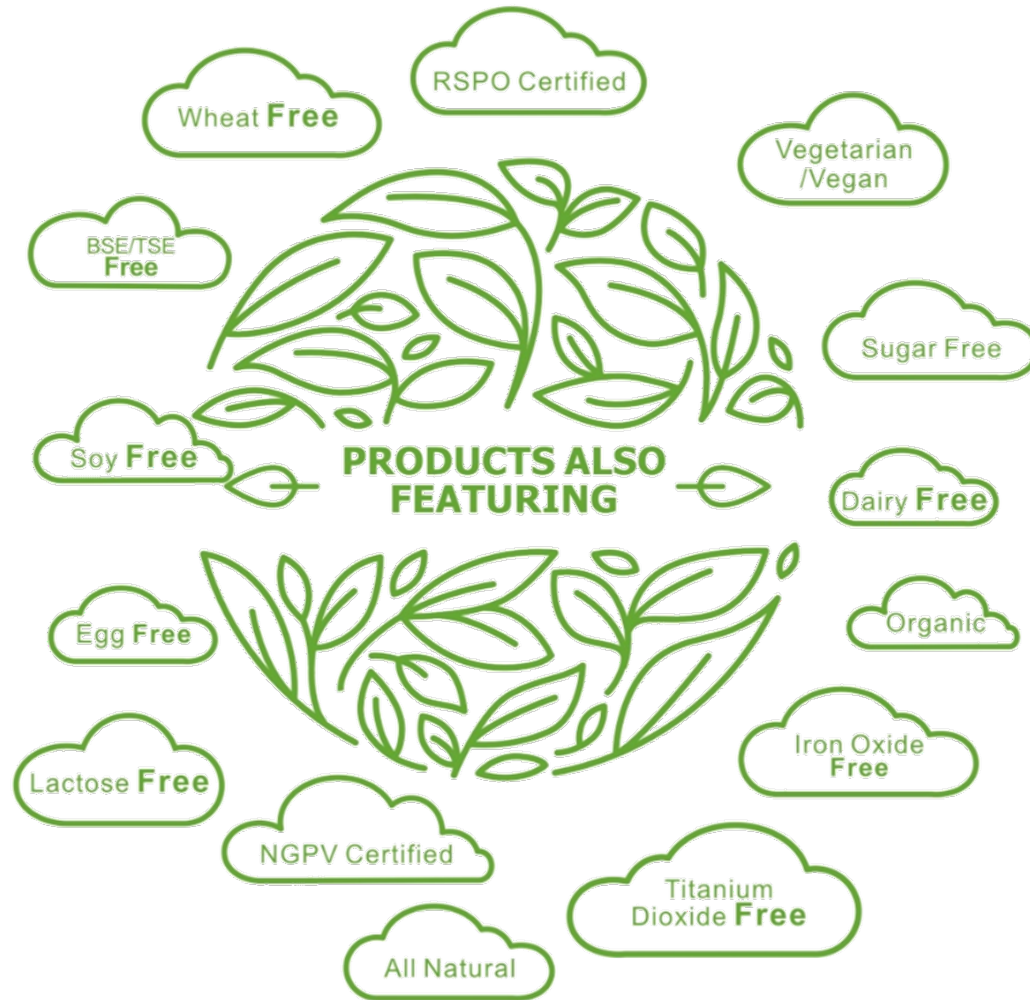 RSPO Certified
Wheat Free
Vegetarian
/Vegan
BSE/TSE
Free
Sugar Free
Soy Free
PRODUCTS ALSO
FEATURING
Dairy Free
Egg Free
Organic
Iron Oxide
Free
Lactose Free
NGPV Certified
Titanium
Dioxide Free
All Natural